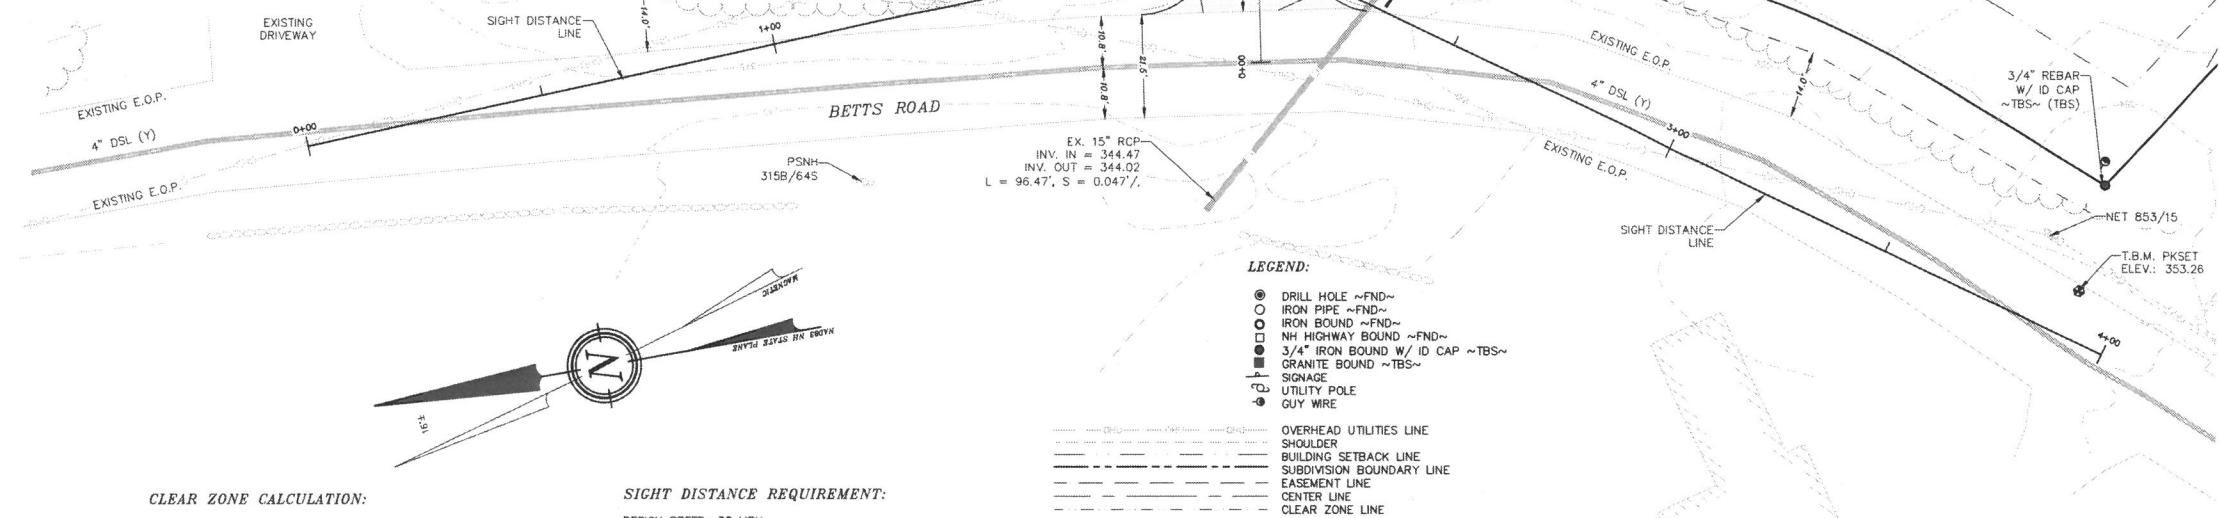 EXISTING
DRIVEWAY
SIGHT DISTANCE
LINE
14.0'
1+00
10.8'
10.8'
21.5'
0+00
EXISTING E.O.P.
4" DSL (Y)
14.0'
3/4" REBAR
W/ ID CAP
~TBS~ (TBS)
EXISTING E.O.P.
4" DSL (Y)
EXISTING E.O.P.
0+00
BETTS ROAD
PSNH
315B/64S
EX. 15" RCP
INV. IN = 344.47
INV. OUT = 344.02
L = 96.47', S = 0.047'/,
3+00
EXISTING E.O.P.
SIGHT DISTANCE
LINE
NET 853/15
T.B.M. PKSET
ELEV.: 353.26
4+00
MAGNETIC
NAD83 NH STATE PLANE
N
LEGEND:
DRILL HOLE ~FND~
IRON PIPE ~FND~
IRON BOUND ~FND~
NH HIGHWAY BOUND ~FND~
3/4" IRON BOUND W/ ID CAP ~TBS~
GRANITE BOUND ~TBS~
SIGNAGE
UTILITY POLE
GUY WIRE
OVERHEAD UTILITIES LINE
SHOULDER
BUILDING SETBACK LINE
SUBDIVISION BOUNDARY LINE
EASEMENT LINE
CENTER LINE
CLEAR ZONE LINE
CLEAR ZONE CALCULATION:
SIGHT DISTANCE REQUIREMENT: